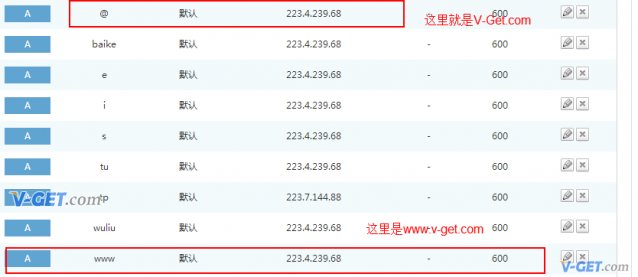 A @ 默认 223.4.239.68 600 这里就是V-Get.com
A baike 默认 223.4.239.68 - 600
A e 默认 223.4.239.68 - 600
A i 默认 223.4.239.68 - 600
A s 默认 223.4.239.68 - 600
A tu 默认 223.4.239.68 - 600
A 默认 223.7.144.88 - 600
V-GET.com
A wuliu 默认 223.4.239.68 - 600
这里是www.v-get.com
A www 默认 223.4.239.68 - 600
V-GET.com